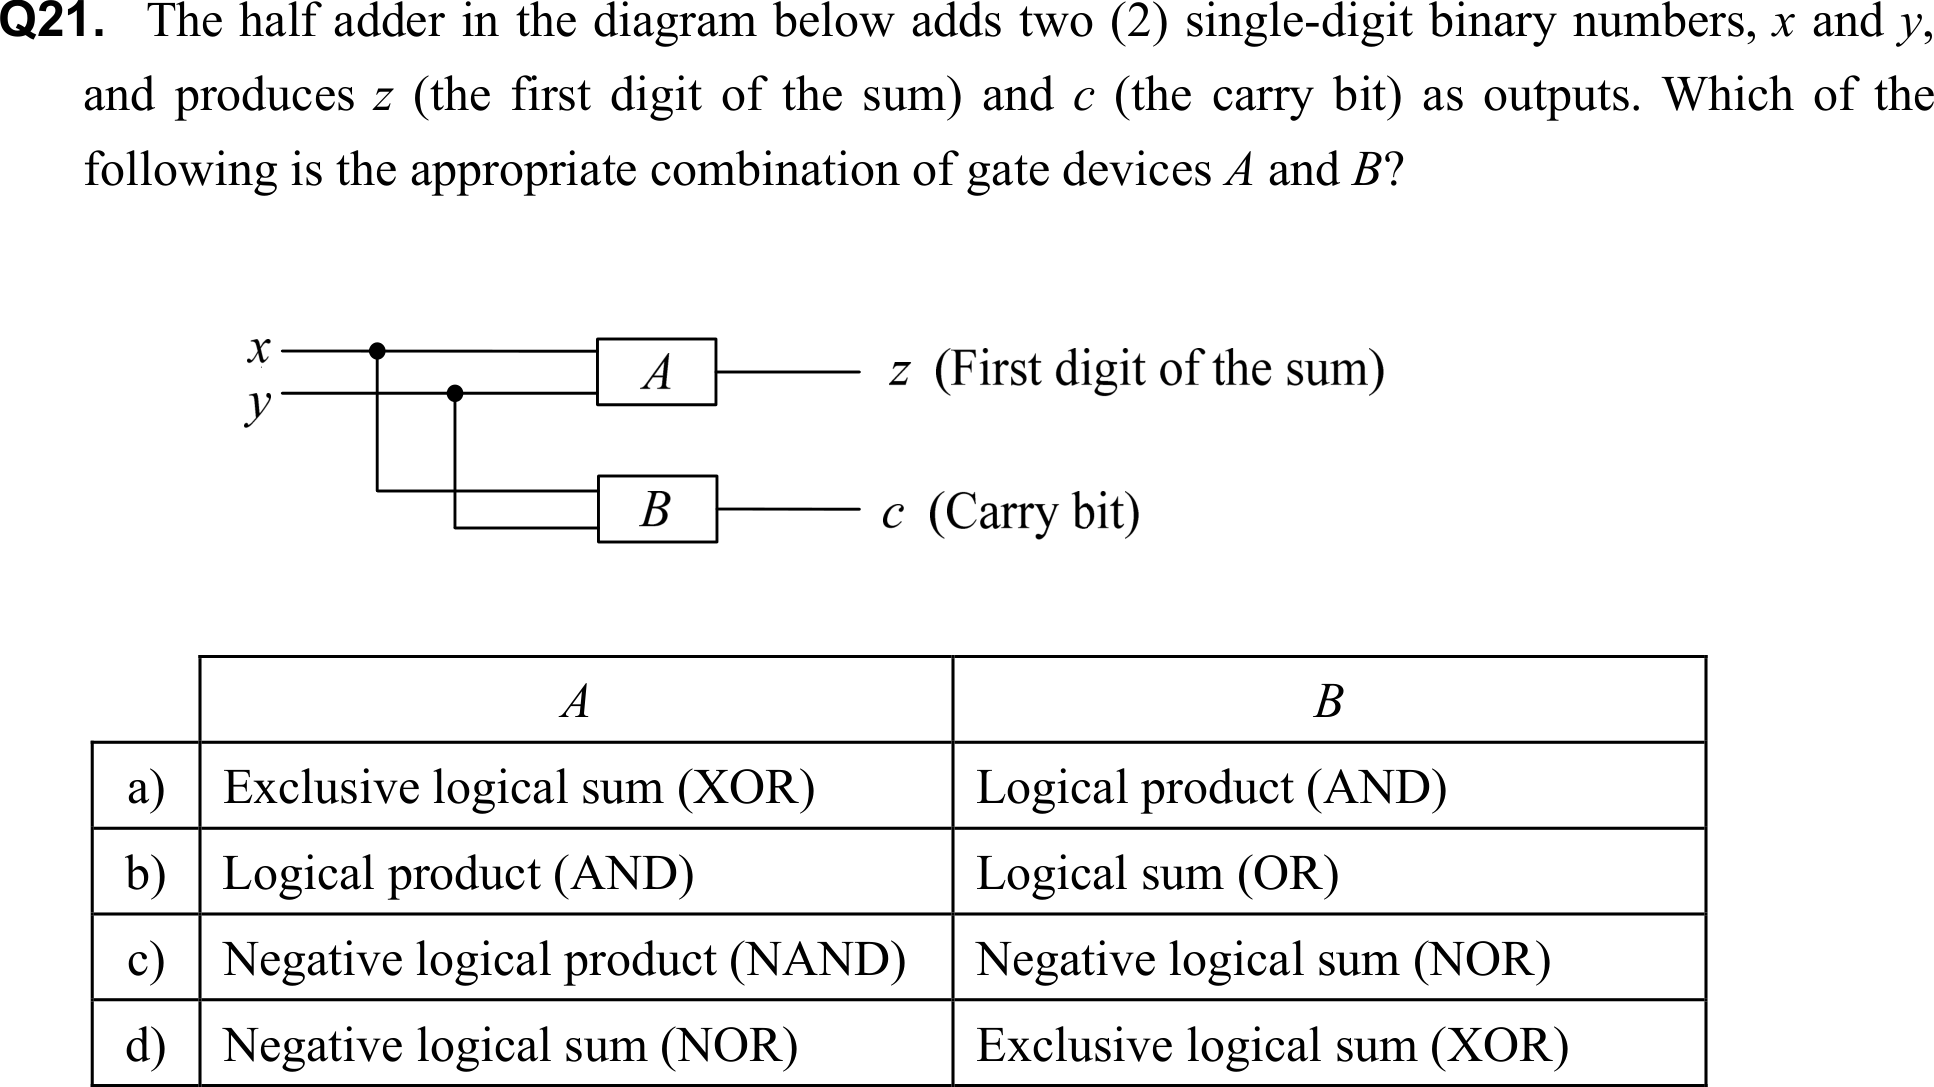 Q21. The half adder in the diagram below adds two (2) single-digit binary numbers, x and y,
and produces z (the first digit of the sum) and c (the carry bit) as outputs. Which of the
following is the appropriate combination of gate devices A and B?
x
A
z (First digit of the sum)
y
B
c (Carry bit)
A B
a) Exclusive logical sum (XOR) Logical product (AND)
b) Logical product (AND) Logical sum (OR)
c) Negative logical product (NAND) Negative logical sum (NOR)
d) Negative logical sum (NOR) Exclusive logical sum (XOR)